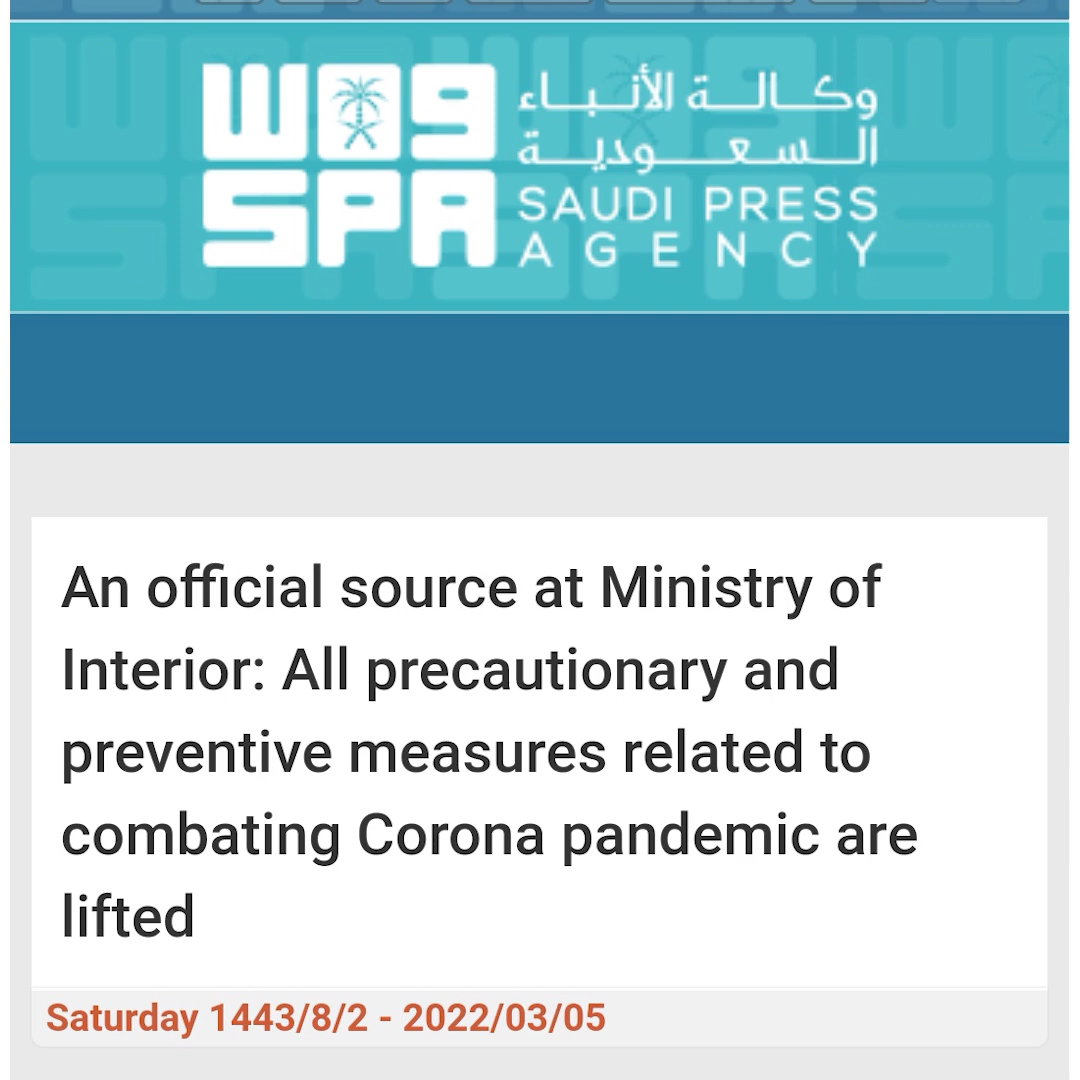 واس
وكالة الأنباء
السعودية
SPA
SAUDI PRESS
AGENCY
An official source at Ministry of
Interior: All precautionary and
preventive measures related to
combating Corona pandemic are
lifted
Saturday 1443/8/2 - 2022/03/05